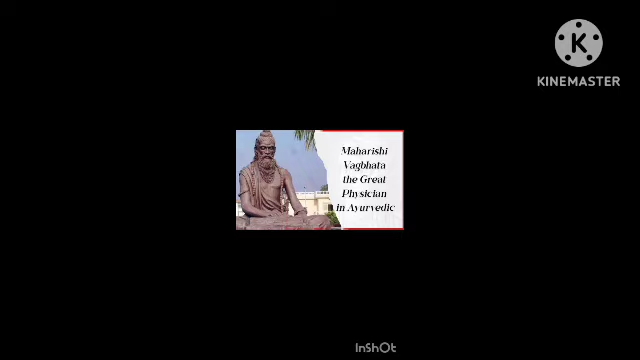 KINEMASTER
Maharishi
Vagbhata
the Great
Physician
in Ayurvedic
InShOt